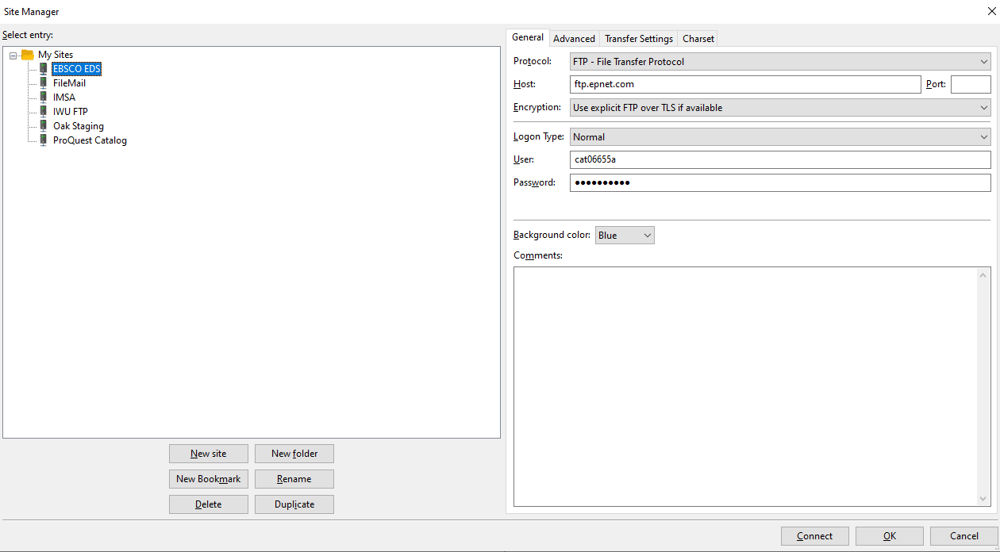 Site Manager
Select entry:
My Sites
EBSCO EDS
FileMail
IMSA
IWU FTP
Oak Staging
ProQuest Catalog
New site New folder
New Bookmark Rename
Delete Duplicate
General Advanced Transfer Settings Charset
Protocol: FTP - File Transfer Protocol
Host: ftp.epnet.com Port:
Encryption: Use explicit FTP over TLS if available
Logon Type: Normal
User: cat06655a
Password: ●●●●●●●●●●
Background color: Blue
Comments:
Connect OK Cancel